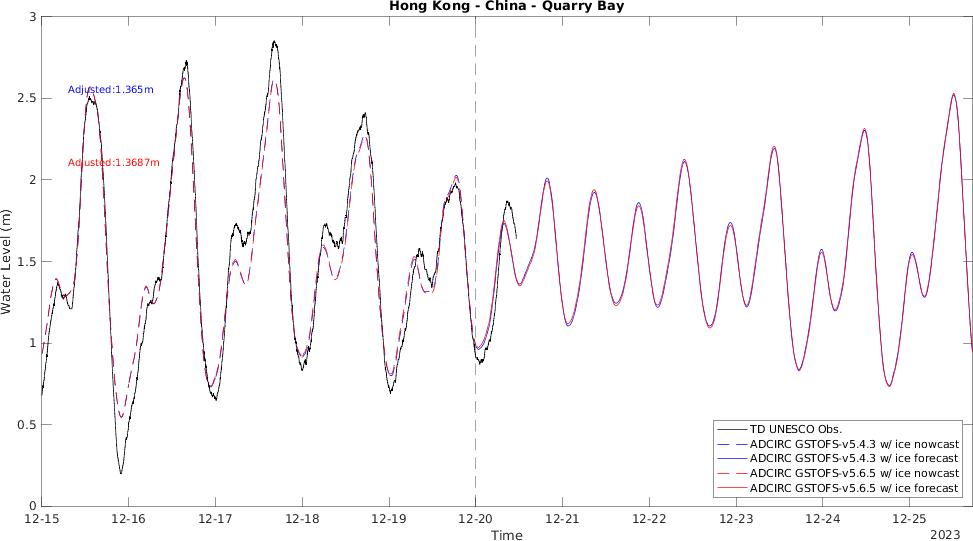 Hong Kong - China - Quarry Bay
3
2.5
2
1.5
1
0.5
0
Water Level (m)
Adjusted:1.365m
Adjusted:1.3687m
TD UNESCO Obs.
ADCIRC GSTOFS-v5.4.3 w/ ice nowcast
ADCIRC GSTOFS-v5.4.3 w/ ice forecast
ADCIRC GSTOFS-v5.6.5 w/ ice nowcast
ADCIRC GSTOFS-v5.6.5 w/ ice forecast
12-15 12-16 12-17 12-18 12-19 12-20 12-21 12-22 12-23 12-24 12-25
Time
2023